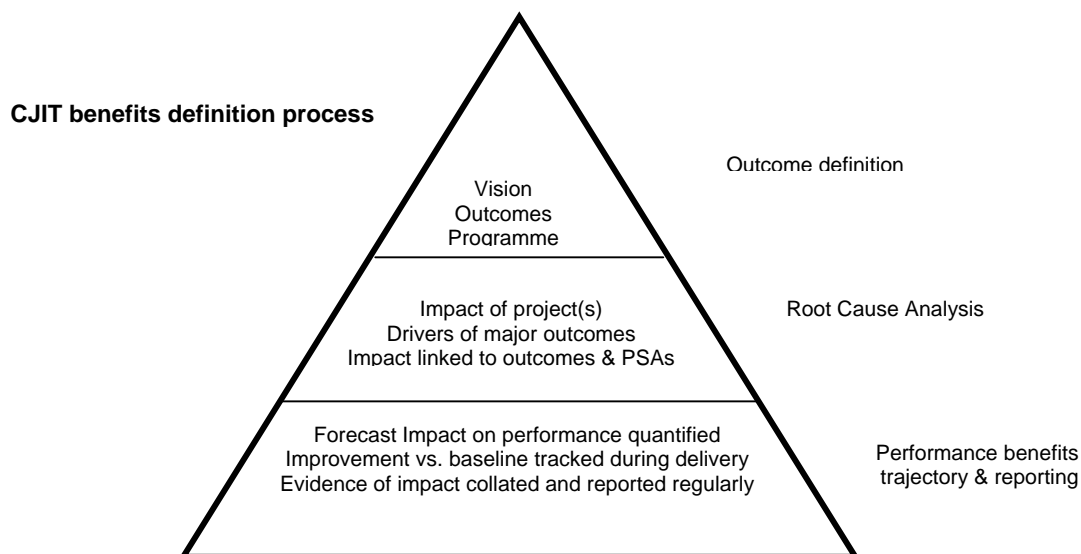 CJIT benefits definition process
Outcome definition
Vision
Outcomes
Programme
Impact of project(s)
Drivers of major outcomes
Impact linked to outcomes & PSAs
Root Cause Analysis
Forecast Impact on performance quantified
Improvement vs. baseline tracked during delivery
Evidence of impact collated and reported regularly
Performance benefits
trajectory & reporting